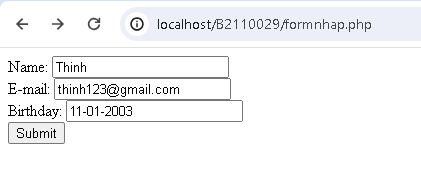 localhost/B2110029/formnhap.php
Name: Thinh
E-mail: thinh123@gmail.com
Birthday: 11-01-2003
Submit